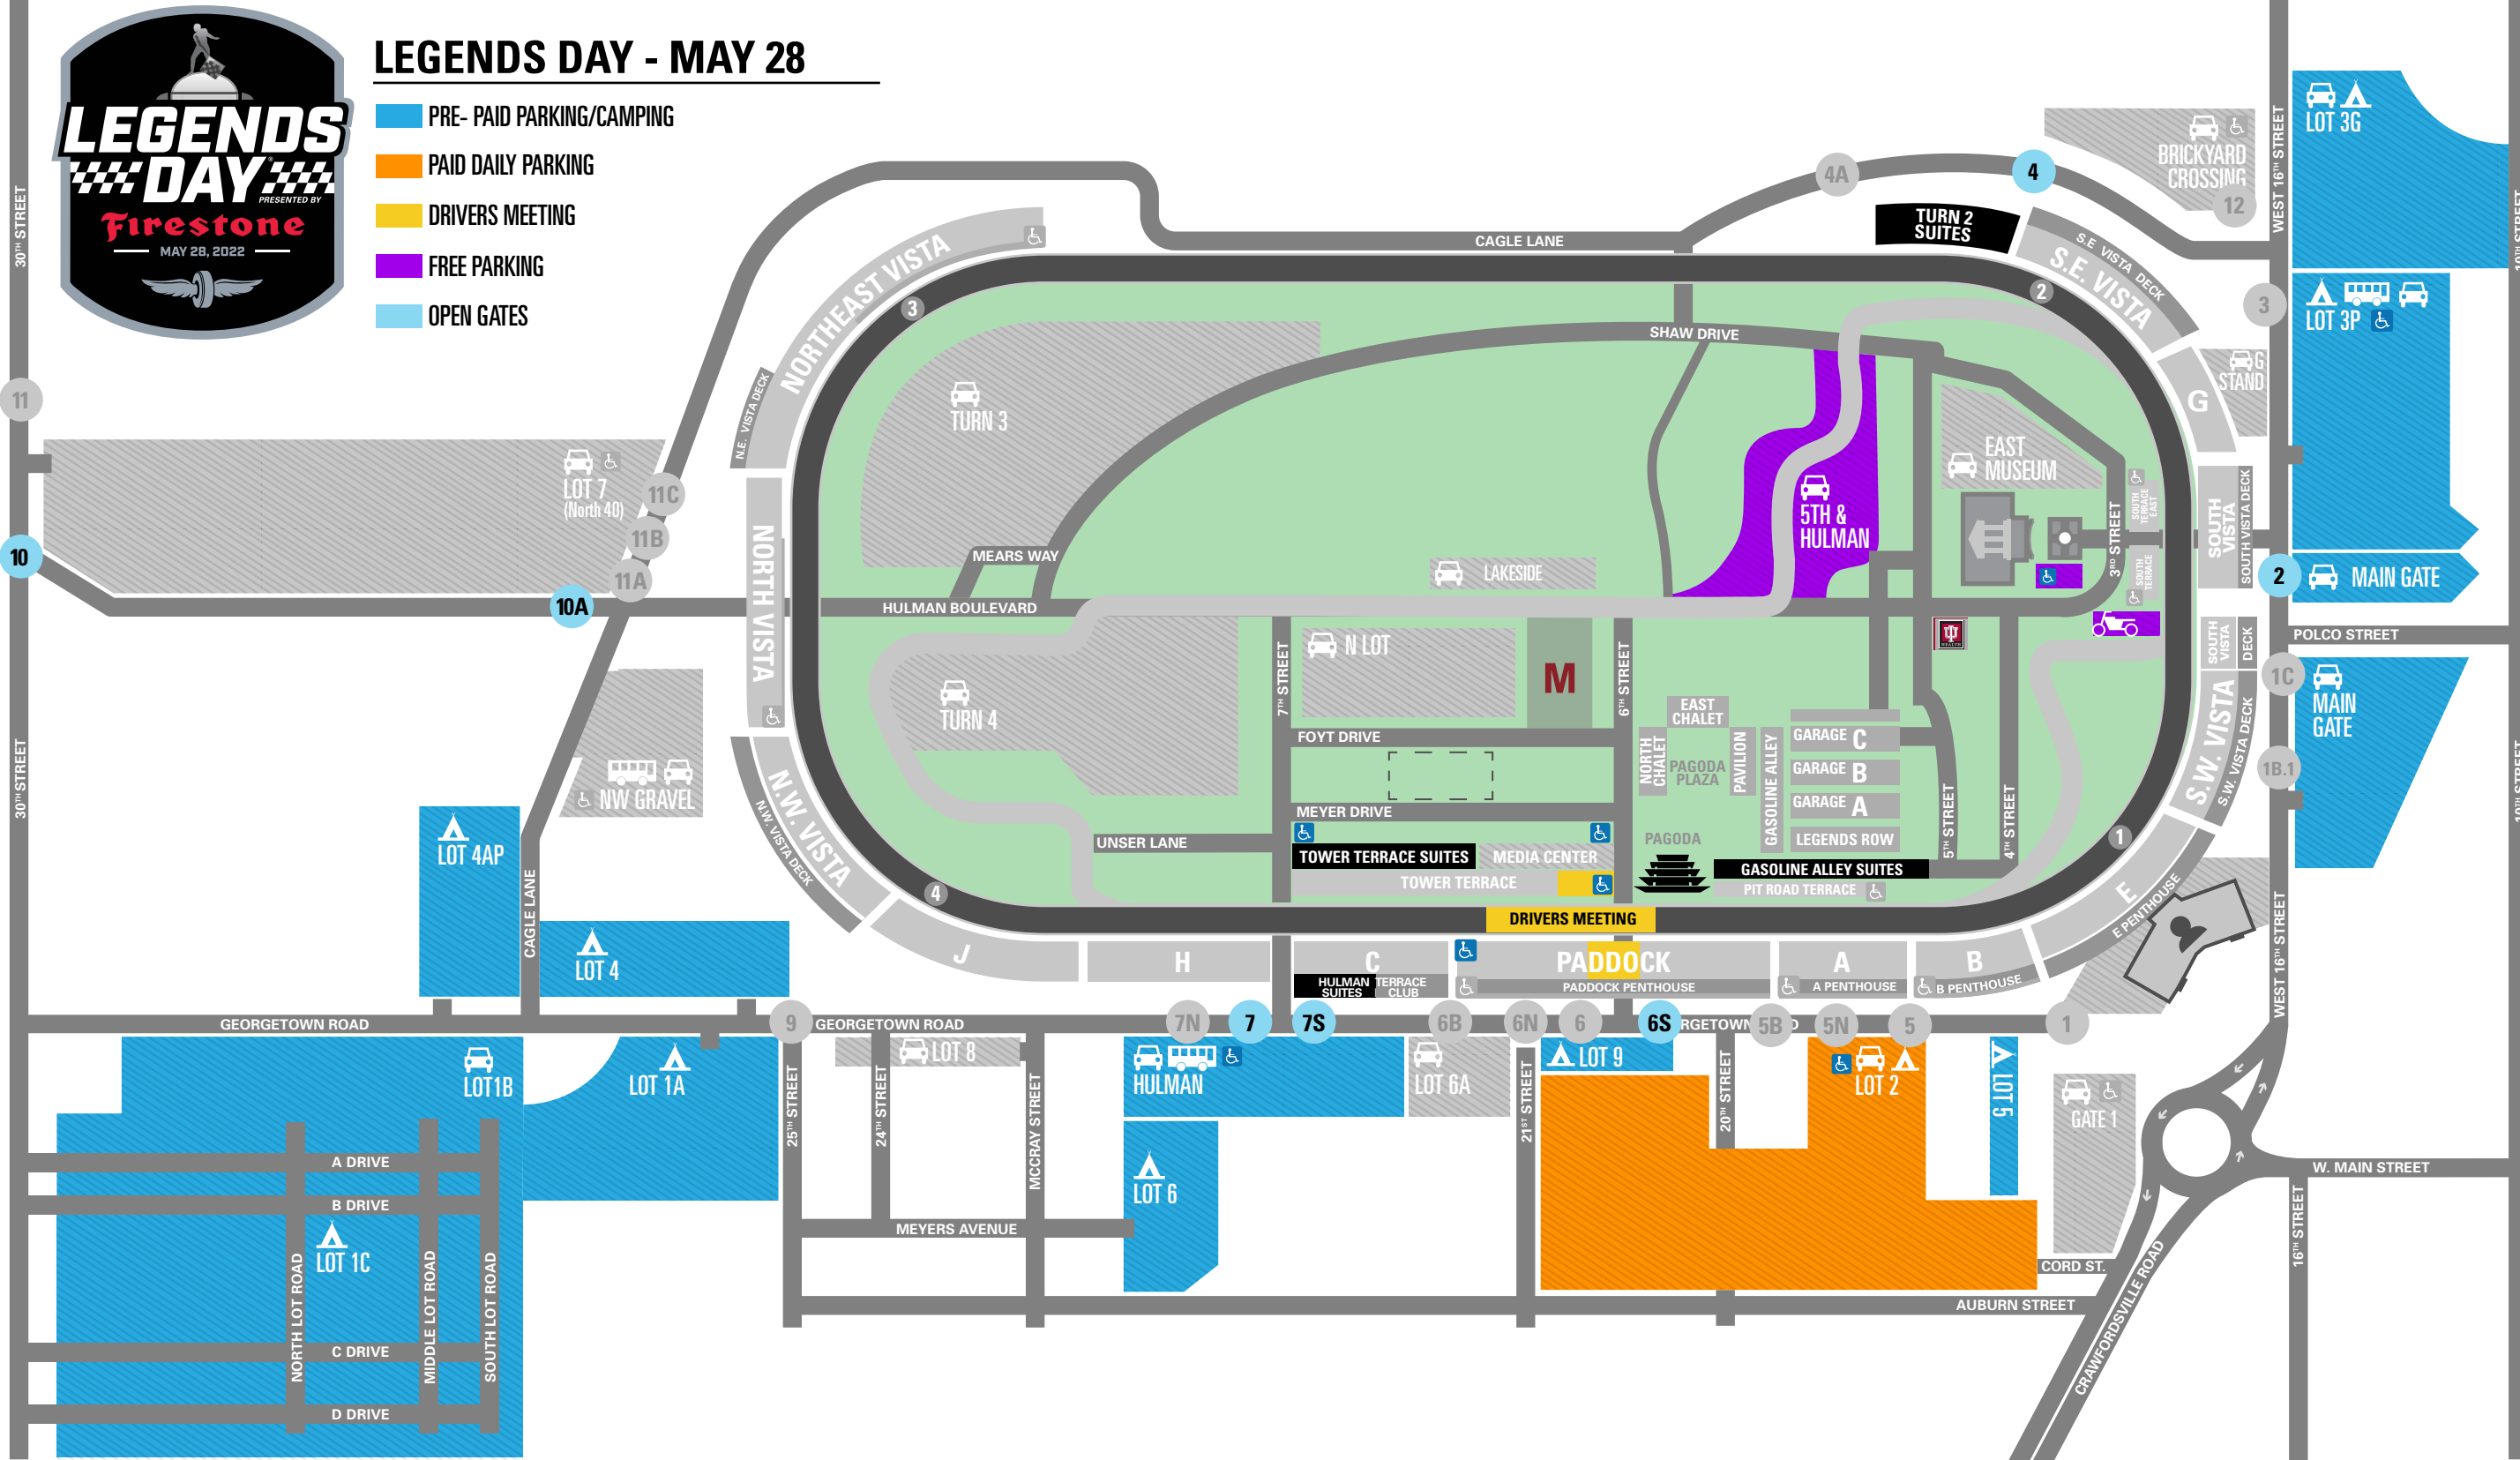 LEGENDS
DAY
PRESENTED BY
Firestone
MAY 28, 2022
LEGENDS DAY - MAY 28
PRE- PAID PARKING/CAMPING
PAID DAILY PARKING
DRIVERS MEETING
FREE PARKING
OPEN GATES
30TH STREET
30TH STREET
11
10
10A
11A
11B
11C
LOT 7
(North 40)
CAGLE LANE
4A
4
TURN 2
SUITES
BRICKYARD
CROSSING
12
WEST 16TH STREET
LOT 3G
10TH STREET
LOT 3P
3
2
MAIN GATE
POLCO STREET
1C
MAIN
GATE
1B.1
10TH STREET
WEST 16TH STREET
NORTHEAST VISTA
N.E. VISTA DECK
NORTH VISTA
N.W. VISTA
N.W. VISTA DECK
S.E. VISTA
S.E VISTA DECK
G
STAND
G
SOUTH
VISTA
SOUTH VISTA DECK
SOUTH
VISTA
DECK
S.W. VISTA
S.W. VISTA DECK
E
E PENTHOUSE
3
2
1
4
TURN 3
SHAW DRIVE
MEARS WAY
HULMAN BOULEVARD
LAKESIDE
5TH &
HULMAN
EAST
MUSEUM
3RD STREET
SOUTH
TERRACE
EAST
SOUTH
TERRACE
HEALTH
TURN 4
7TH STREET
N LOT
M
6TH STREET
FOYT DRIVE
MEYER DRIVE
UNSER LANE
EAST
CHALET
NORTH
CHALET
PAGODA
PLAZA
PAVILION
GASOLINE ALLEY
GARAGE C
GARAGE B
GARAGE A
LEGENDS ROW
5TH STREET
4TH STREET
TOWER TERRACE SUITES
MEDIA CENTER
TOWER TERRACE
PAGODA
GASOLINE ALLEY SUITES
PIT ROAD TERRACE
DRIVERS MEETING
J
H
C
HULMAN
SUITES
TERRACE
CLUB
PADDOCK
PADDOCK PENTHOUSE
A
A PENTHOUSE
B
B PENTHOUSE
NW GRAVEL
LOT 4AP
LOT 4
CAGLE LANE
GEORGETOWN ROAD
9
GEORGETOWN ROAD
7N
7
7S
6B
6N
6
6S
RGETOWN
5B
D
5N
5
1
LOT1B
LOT 1A
LOT 1C
A DRIVE
B DRIVE
C DRIVE
D DRIVE
NORTH LOT ROAD
MIDDLE LOT ROAD
SOUTH LOT ROAD
25TH STREET
24TH STREET
LOT 8
MCCRAY STREET
MEYERS AVENUE
HULMAN
LOT 6
LOT 6A
21ST STREET
LOT 9
20TH STREET
LOT 2
LOT 5
GATE 1
CORD ST.
AUBURN STREET
CRAWFORDSVILLE ROAD
W. MAIN STREET
16TH STREET